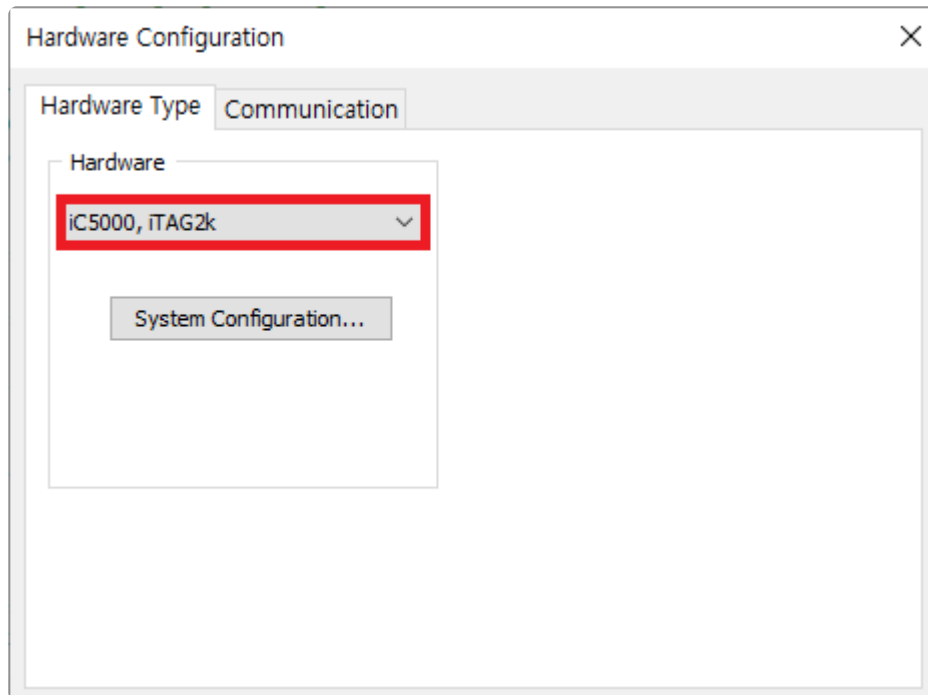 Hardware Configuration
Hardware Type
Communication
Hardware
iC5000, iTAG2k
System Configuration...